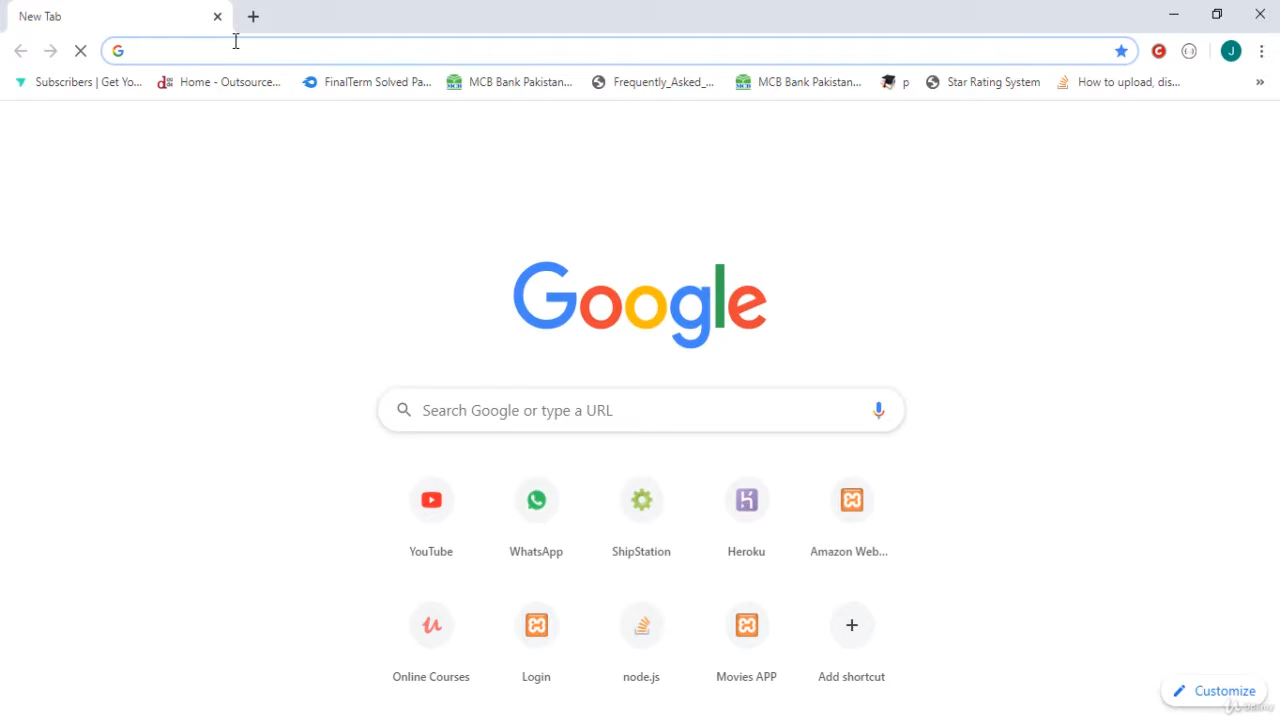 New Tab
G
J
Subscribers | Get Yo...
Home - Outsource...
FinalTerm Solved Pa...
MCB Bank Pakistan...
Frequently_Asked_...
MCB Bank Pakistan...
p
Star Rating System
How to upload, dis...
»
Google
Search Google or type a URL
YouTube
WhatsApp
ShipStation
Heroku
Amazon Web...
Online Courses
Login
node.js
Movies APP
Add shortcut
Customize
Udemy